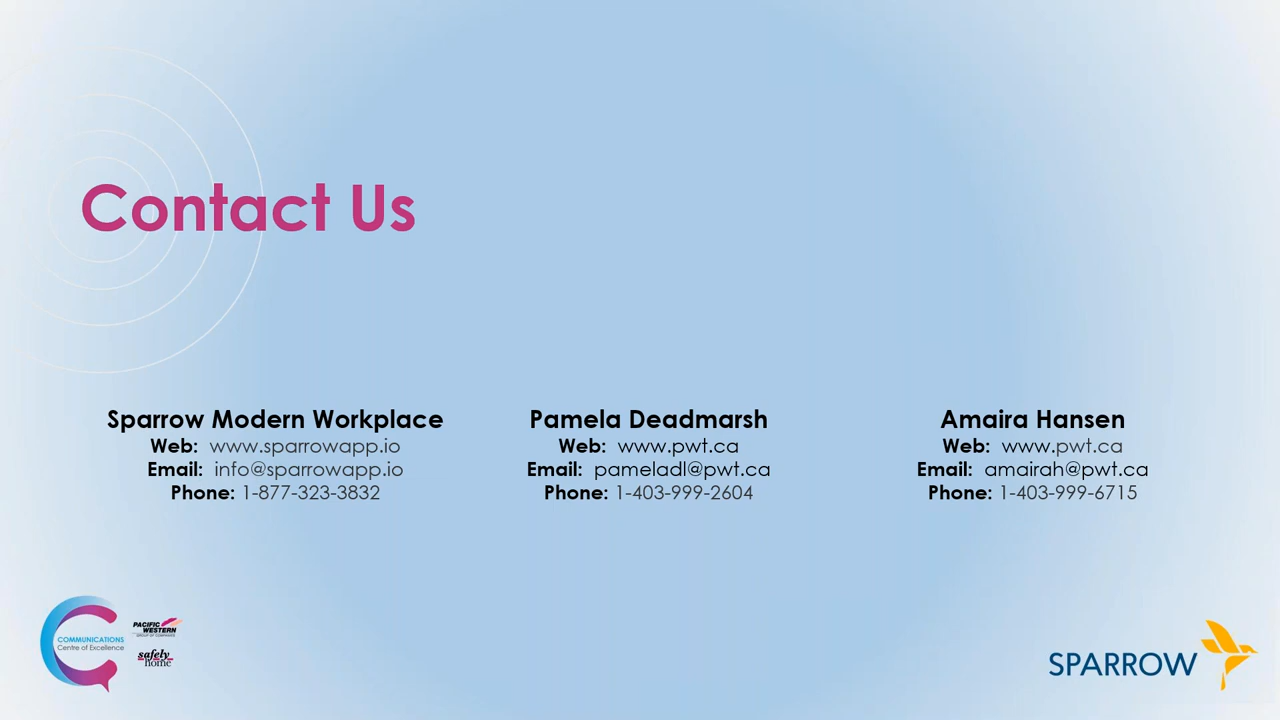 Contact Us
Sparrow Modern Workplace
Web: www.sparrowapp.io
Email: info@sparrowapp.io
Phone: 1-877-323-3832
Pamela Deadmarsh
Web: www.pwt.ca
Email: pameladl@pwt.ca
Phone: 1-403-999-2604
Amaira Hansen
Web: www.pwt.ca
Email: amairah@pwt.ca
Phone: 1-403-999-6715
COMMUNICATIONS
Centre of Excellence
PACIFIC
WESTERN
GROUP OF COMPANIES
safely
home
SPARROW